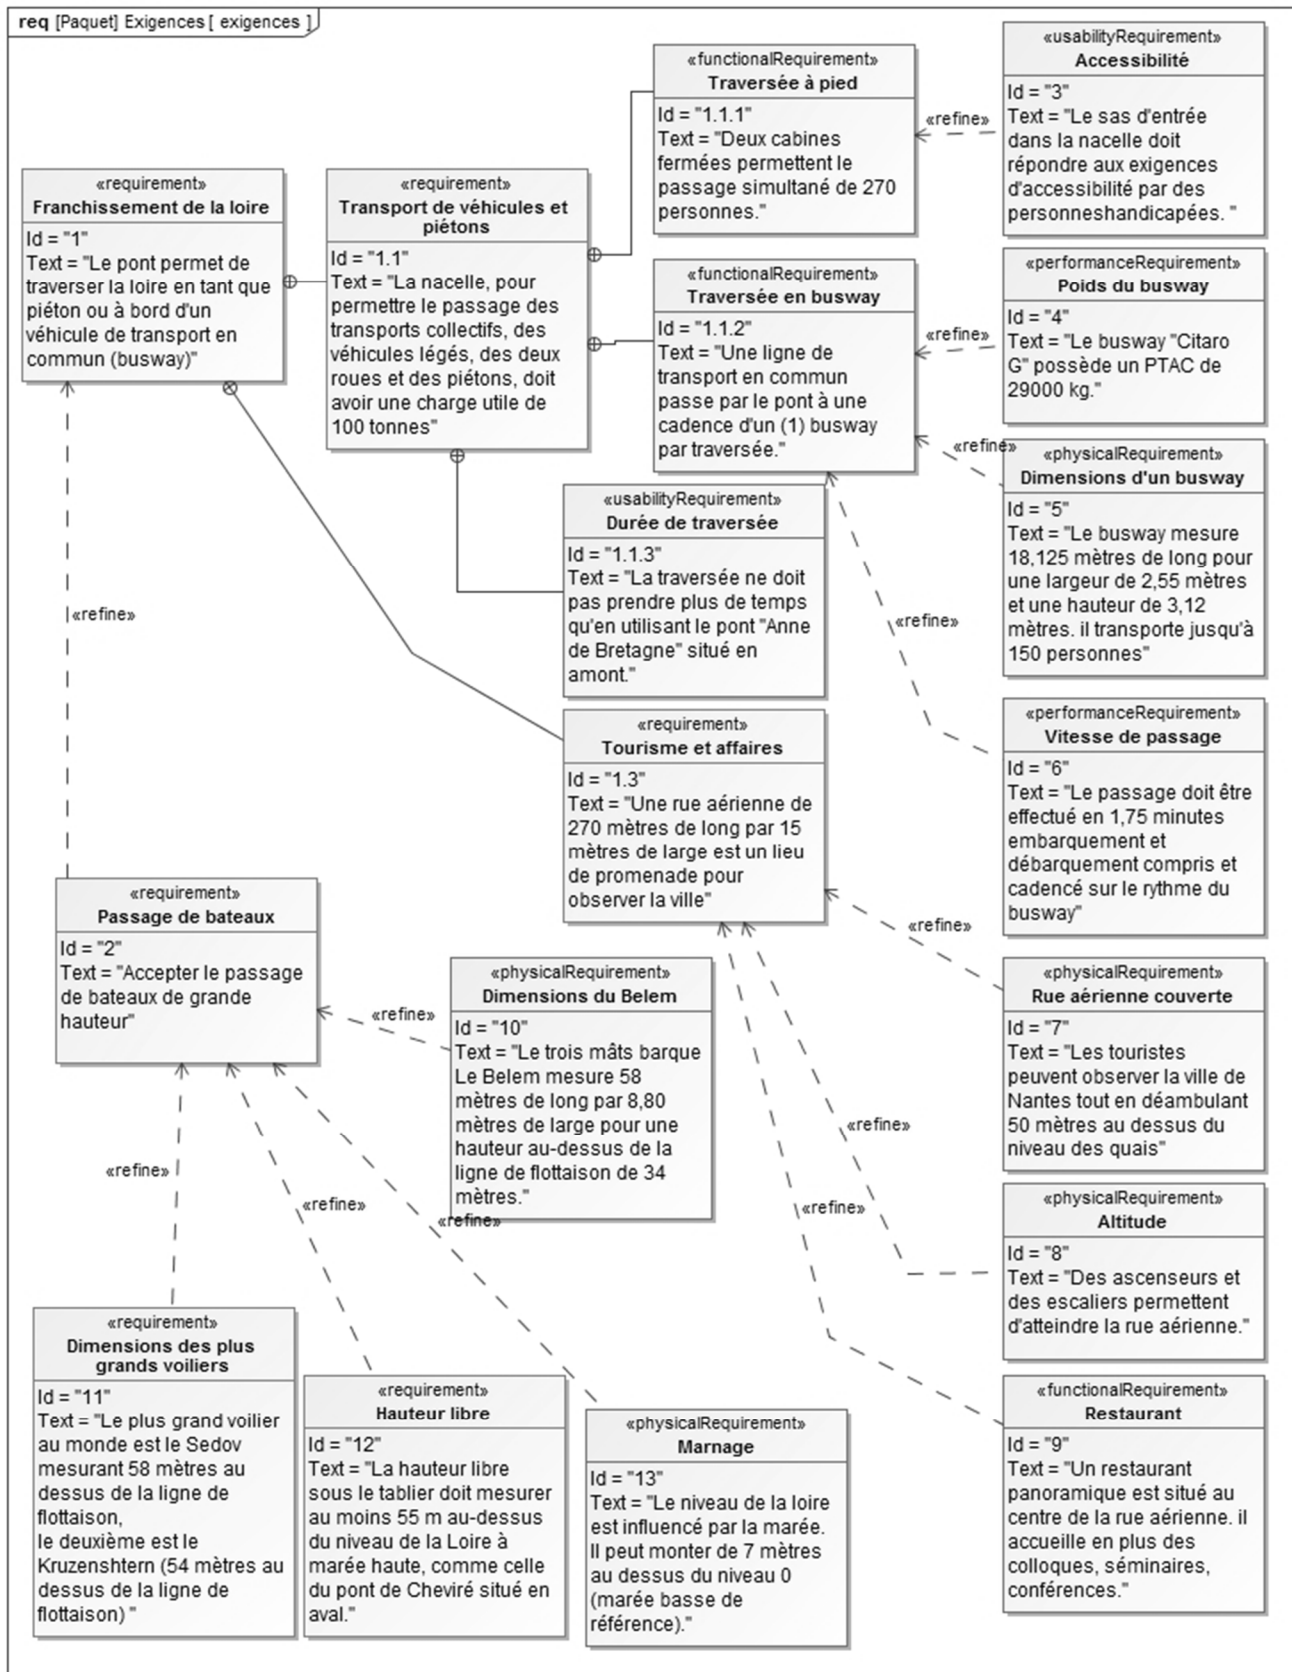 req [Paquet] Exigences [ exigences ]
«requirement»
Franchissement de la loire
Id = "1"
Text = "Le pont permet de
traverser la loire en tant que
piéton ou à bord d'un
véhicule de transport en
commun (busway)"
«requirement»
Transport de véhicules et
piétons
Id = "1.1"
Text = "La nacelle, pour
permettre le passage des
transports collectifs, des
véhicules légés, des deux
roues et des piétons, doit
avoir une charge utile de
100 tonnes"
«functionalRequirement»
Traversée à pied
Id = "1.1.1"
Text = "Deux cabines
fermées permettent le
passage simultané de 270
personnes."
«refine»
«usabilityRequirement»
Accessibilité
Id = "3"
Text = "Le sas d'entrée
dans la nacelle doit
répondre aux exigences
d'accessibilité par des
personneshandicapées. "
«functionalRequirement»
Traversée en busway
Id = "1.1.2"
Text = "Une ligne de
transport en commun
passe par le pont à une
cadence d'un (1) busway
par traversée."
«refine»
«performanceRequirement»
Poids du busway
Id = "4"
Text = "Le busway "Citaro
G" possède un PTAC de
29000 kg."
«refine»
«physicalRequirement»
Dimensions d'un busway
Id = "5"
Text = "Le busway mesure
18,125 mètres de long pour
une largeur de 2,55 mètres
et une hauteur de 3,12
mètres. il transporte jusqu'à
150 personnes"
«usabilityRequirement»
Durée de traversée
Id = "1.1.3"
Text = "La traversée ne doit
pas prendre plus de temps
qu'en utilisant le pont "Anne
de Bretagne" situé en
amont."
«refine»
«refine»
«performanceRequirement»
Vitesse de passage
Id = "6"
Text = "Le passage doit être
effectué en 1,75 minutes
embarquement et
débarquement compris et
cadencé sur le rythme du
busway"
«requirement»
Tourisme et affaires
Id = "1.3"
Text = "Une rue aérienne de
270 mètres de long par 15
mètres de large est un lieu
de promenade pour
observer la ville"
«refine»
«requirement»
Passage de bateaux
Id = "2"
Text = "Accepter le passage
de bateaux de grande
hauteur"
«refine»
«physicalRequirement»
Dimensions du Belem
Id = "10"
Text = "Le trois mâts barque
Le Belem mesure 58
mètres de long par 8,80
mètres de large pour une
hauteur au-dessus de la
ligne de flottaison de 34
mètres."
«physicalRequirement»
Rue aérienne couverte
Id = "7"
Text = "Les touristes
peuvent observer la ville de
Nantes tout en déambulant
50 mètres au dessus du
niveau des quais"
«refine»
«refine»
«refine»
«refine»
«refine»
«physicalRequirement»
Altitude
Id = "8"
Text = "Des ascenseurs et
des escaliers permettent
d'atteindre la rue aérienne."
«requirement»
Dimensions des plus
grands voiliers
Id = "11"
Text = "Le plus grand voilier
au monde est le Sedov
mesurant 58 mètres au
dessus de la ligne de
flottaison,
le deuxième est le
Kruzenshtern (54 mètres au
dessus de la ligne de
flottaison) "
«requirement»
Hauteur libre
Id = "12"
Text = "La hauteur libre
sous le tablier doit mesurer
au moins 55 m au-dessus
du niveau de la Loire à
marée haute, comme celle
du pont de Cheviré situé en
aval."
«physicalRequirement»
Marnage
Id = "13"
Text = "Le niveau de la loire
est influencé par la marée.
Il peut monter de 7 mètres
au dessus du niveau 0
(marée basse de
référence)."
«functionalRequirement»
Restaurant
Id = "9"
Text = "Un restaurant
panoramique est situé au
centre de la rue aérienne. il
accueille en plus des
colloques, séminaires,
conférences."